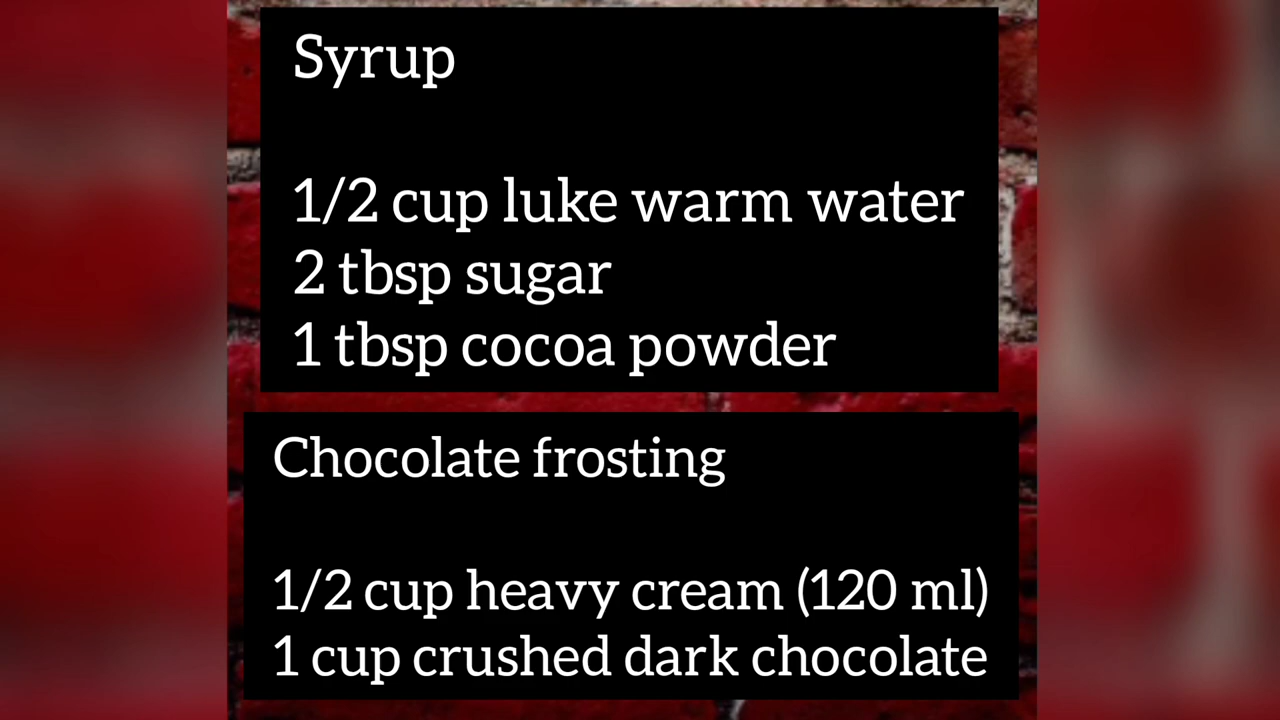 Syrup
1/2 cup luke warm water
2 tbsp sugar
1 tbsp cocoa powder
Chocolate frosting
1/2 cup heavy cream (120 ml)
1 cup crushed dark chocolate